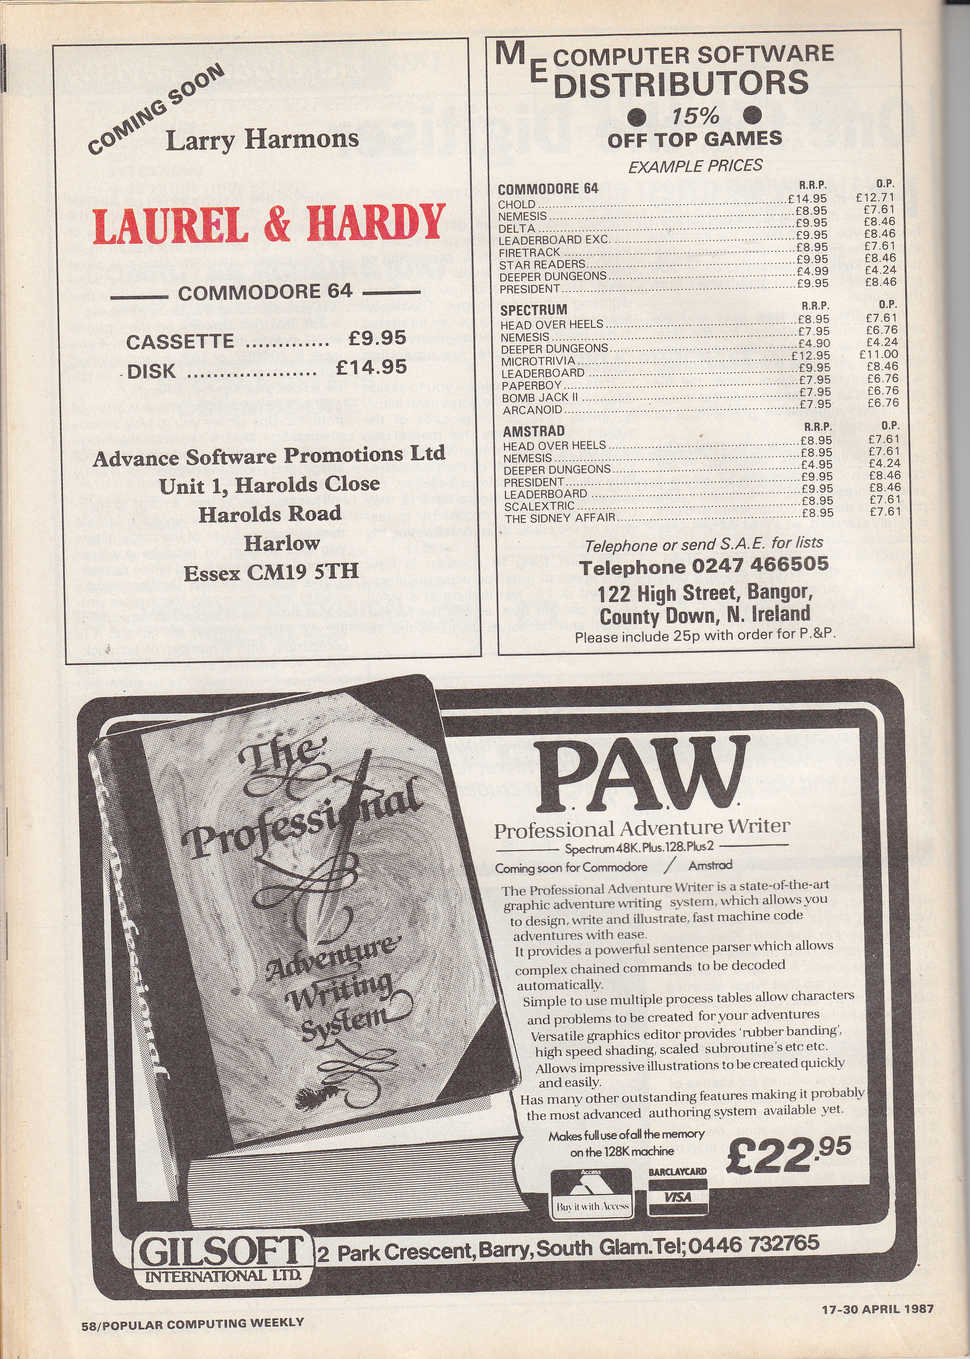 COMING SOON
Larry Harmons
LAUREL & HARDY
COMMODORE 64
CASSETTE ............. £9.95
DISK .................... £14.95
Advance Software Promotions Ltd
Unit 1, Harolds Close
Harolds Road
Harlow
Essex CM19 5TH
ME COMPUTER SOFTWARE
DISTRIBUTORS
● 15% ●
OFF TOP GAMES
EXAMPLE PRICES
COMMODORE 64 R.R.P. O.P.
CHOLD £14.95 £12.71
NEMESIS £8.95 £7.61
DELTA £9.95 £8.46
LEADERBOARD EXC. £9.95 £8.46
FIRETRACK £8.95 £7.61
STAR READERS £9.95 £8.46
DEEPER DUNGEONS £4.99 £4.24
PRESIDENT £9.95 £8.46
SPECTRUM R.R.P. O.P.
HEAD OVER HEELS £8.95 £7.61
NEMESIS £7.95 £6.76
DEEPER DUNGEONS £4.90 £4.24
MICROTRIVIA £12.95 £11.00
LEADERBOARD £9.95 £8.46
PAPERBOY £7.95 £6.76
BOMB JACK II £7.95 £6.76
ARCANOID £7.95 £6.76
AMSTRAD R.R.P. O.P.
HEAD OVER HEELS £8.95 £7.61
NEMESIS £8.95 £7.61
DEEPER DUNGEONS £4.95 £4.24
PRESIDENT £9.95 £8.46
LEADERBOARD £9.95 £8.46
SCALEXTRIC £8.95 £7.61
THE SIDNEY AFFAIR £8.95 £7.61
Telephone or send S.A.E. for lists
Telephone 0247 466505
122 High Street, Bangor,
County Down, N. Ireland
Please include 25p with order for P.&P.
The
Professional
Adventure
Writing
System
P.A.W.
Professional Adventure Writer
Spectrum 48K. Plus. 128. Plus 2
Coming soon for Commodore / Amstrad
The Professional Adventure Writer is a state-of-the-art
graphic adventure writing system, which allows you
to design, write and illustrate, fast machine code
adventures with ease.
It provides a powerful sentence parser which allows
complex chained commands to be decoded
automatically.
Simple to use multiple process tables allow characters
and problems to be created for your adventures
Versatile graphics editor provides 'rubber banding',
high speed shading, scaled subroutine's etc etc.
Allows impressive illustrations to be created quickly
and easily.
Has many other outstanding features making it probably
the most advanced authoring system available yet.
Makes full use of all the memory
on the 128K machine
£22.95
Access
Buy it with Access
BARCLAYCARD
VISA
GILSOFT
INTERNATIONAL LTD.
2 Park Crescent, Barry, South Glam. Tel; 0446 732765
58/POPULAR COMPUTING WEEKLY
17-30 APRIL 1987